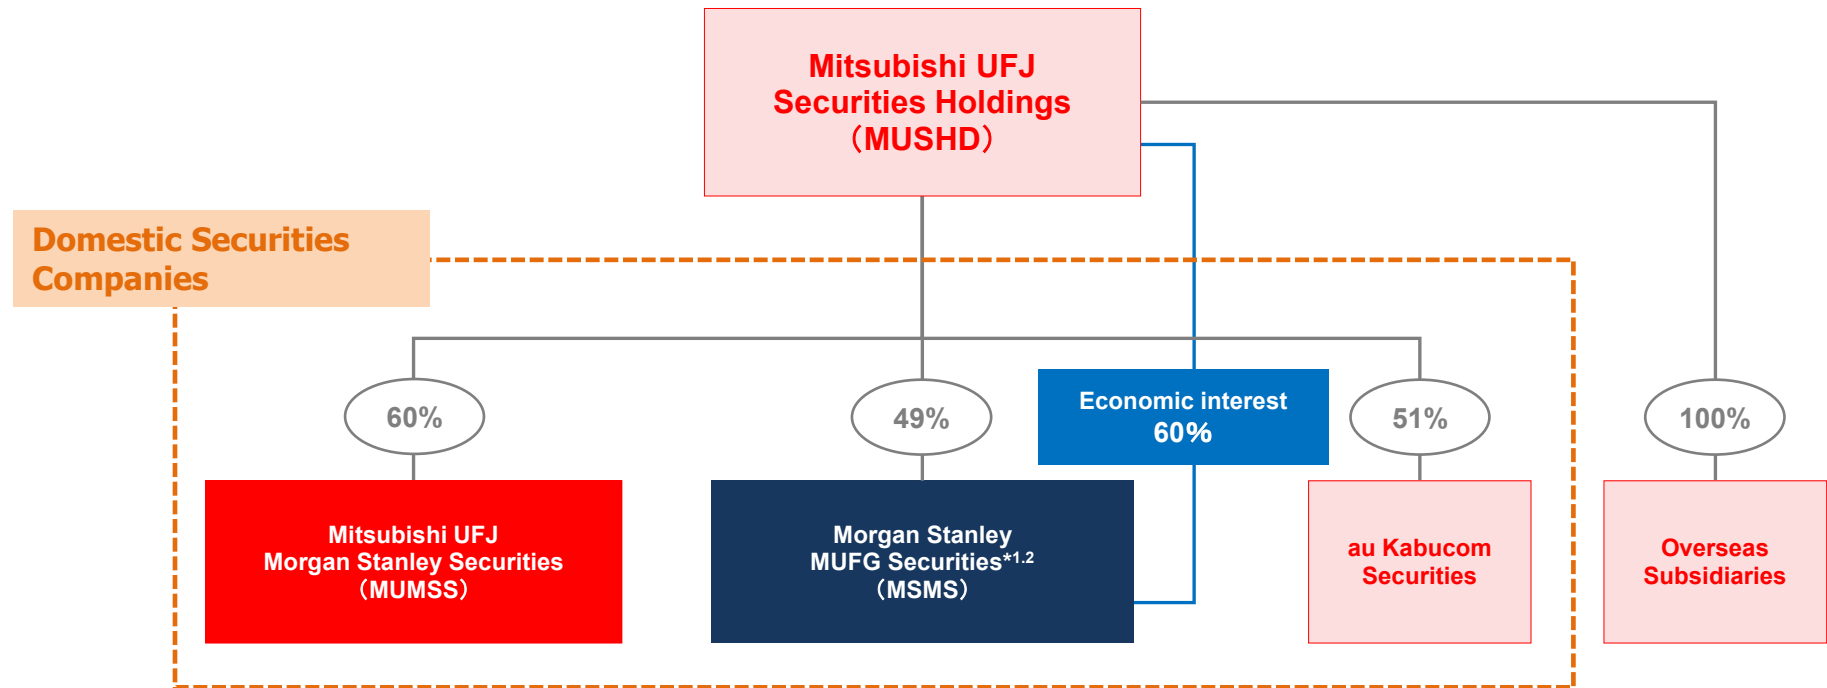 Mitsubishi UFJ
Securities Holdings
（MUSHD）
Domestic Securities
Companies
60%
49%
Economic interest
60%
51%
100%
Mitsubishi UFJ
Morgan Stanley Securities
（MUMSS）
Morgan Stanley
MUFG Securities*1.2
（MSMS）
au Kabucom
Securities
Overseas
Subsidiaries